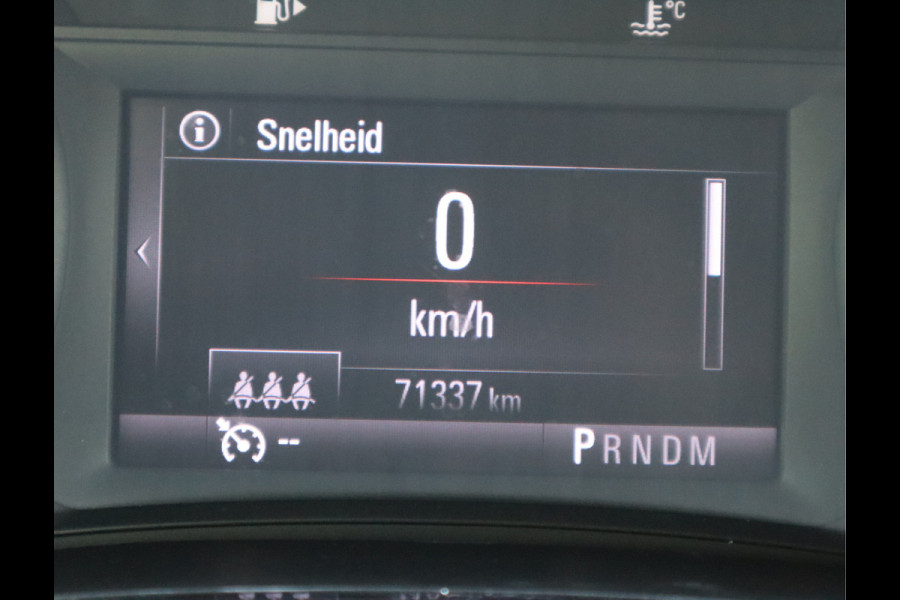 °C
Snelheid
0
km/h
71337 km
--
PRNDM